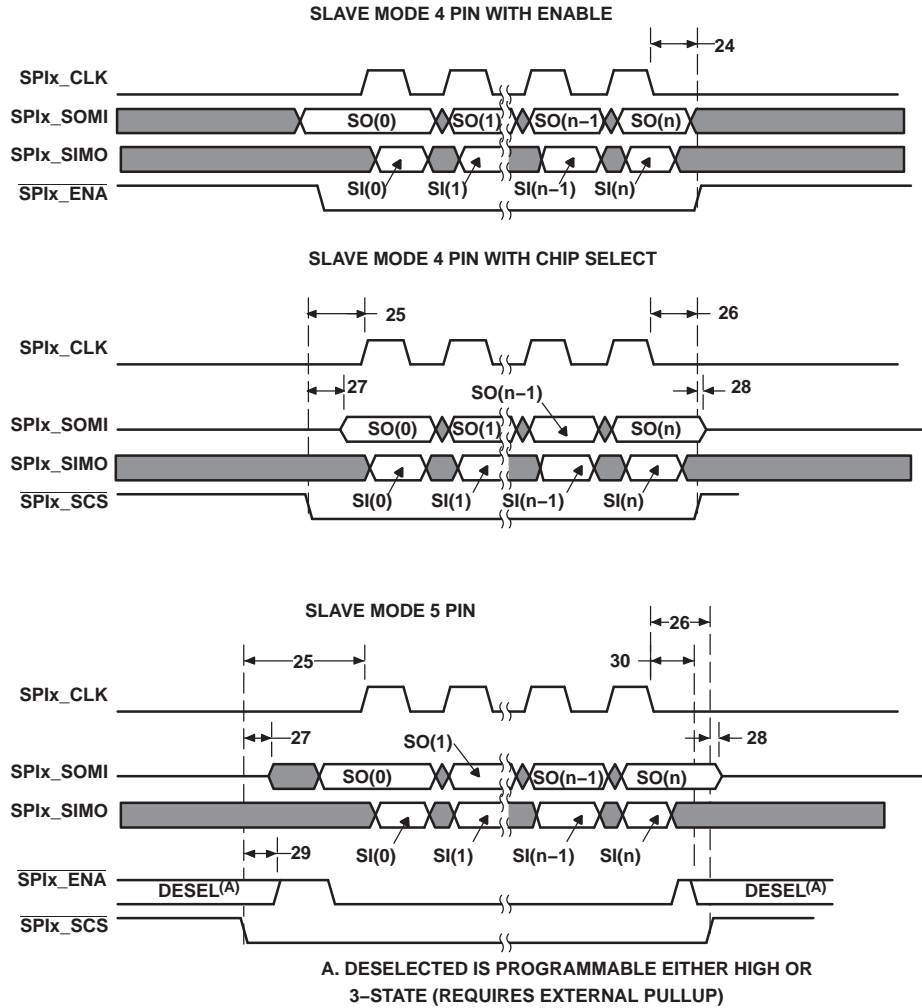 SLAVE MODE 4 PIN WITH ENABLE
24
SPIx_CLK
SPIx_SOMI
SO(0)
SO(1)
SO(n−1
SO(n)
SPIx_SIMO
SI(0)
SI(1)
SI(n−1)
SI(n)
SPIx_ENA
SLAVE MODE 4 PIN WITH CHIP SELECT
25
26
SPIx_CLK
27
28
SO(n−1)
SPIx_SOMI
SO(0)
SO(1)
SO(n)
SPIx_SIMO
SI(0)
SI(1)
SI(n−1)
SI(n)
SPIx_SCS
SLAVE MODE 5 PIN
26
25
30
SPIx_CLK
27
28
SO(1)
SPIx_SOMI
SO(0)
SO(n−1)
SO(n)
SPIx_SIMO
SI(0)
SI(1)
SI(n−1)
SI(n)
29
SPIx_ENA
DESEL(A)
DESEL(A)
SPIx_SCS
A. DESELECTED IS PROGRAMMABLE EITHER HIGH OR
3−STATE (REQUIRES EXTERNAL PULLUP)